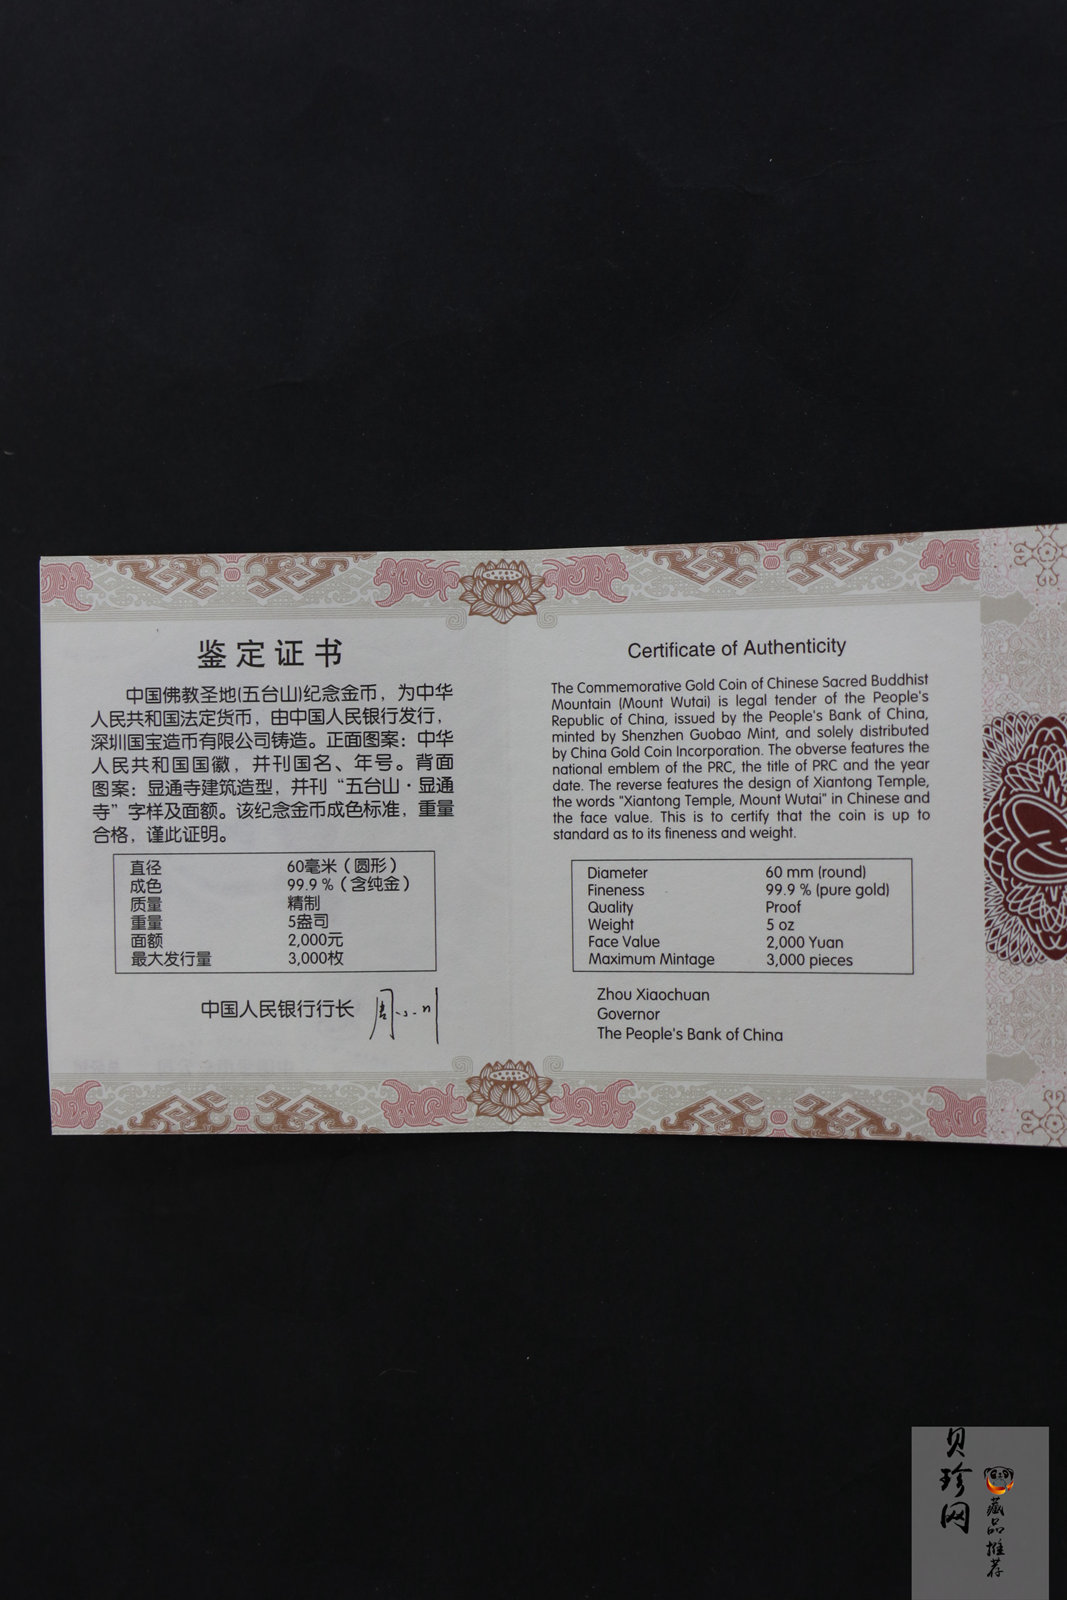 鉴定证书
中国佛教圣地(五台山)纪念金币，为中华
人民共和国法定货币，由中国人民银行发行，
深圳国宝造币有限公司铸造。正面图案：中华
人民共和国国徽，并刊国名、年号。背面
图案：显通寺建筑造型，并刊“五台山·显通
寺”字样及面额。该纪念金币成色标准，重量
合格，谨此证明。
直径 60毫米（圆形）
成色 99.9 %（含纯金）
质量 精制
重量 5盎司
面额 2,000元
最大发行量 3,000枚
中国人民银行行长 周小川
Certificate of Authenticity
The Commemorative Gold Coin of Chinese Sacred Buddhist
Mountain (Mount Wutai) is legal tender of the People's
Republic of China, issued by the People's Bank of China,
minted by Shenzhen Guobao Mint, and solely distributed
by China Gold Coin Incorporation. The obverse features the
national emblem of the PRC, the title of PRC and the year
date. The reverse features the design of Xiantong Temple,
the words "Xiantong Temple, Mount Wutai" in Chinese and
the face value. This is to certify that the coin is up to
standard as to its fineness and weight.
Diameter 60 mm (round)
Fineness 99.9 % (pure gold)
Quality Proof
Weight 5 oz
Face Value 2,000 Yuan
Maximum Mintage 3,000 pieces
Zhou Xiaochuan
Governor
The People's Bank of China
贝珍网
藏品推荐